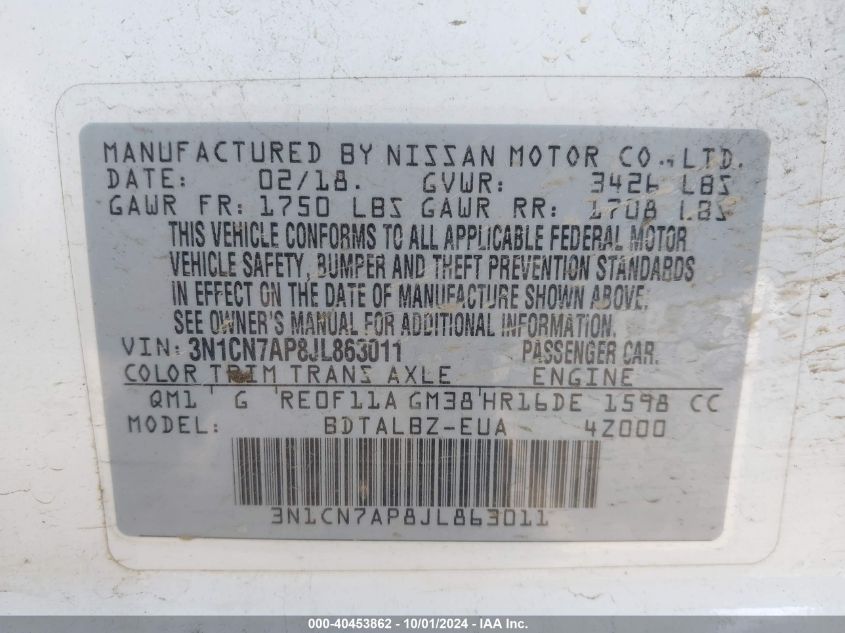 MANUFACTURED BY NISSAN MOTOR CO., LTD.
DATE: 02/18. GVWR: 3426 LBS
GAWR FR: 1750 LBS GAWR RR: 1708 LBS
THIS VEHICLE CONFORMS TO ALL APPLICABLE FEDERAL MOTOR
VEHICLE SAFETY, BUMPER AND THEFT PREVENTION STANDARDS
IN EFFECT ON THE DATE OF MANUFACTURE SHOWN ABOVE.
SEE OWNER'S MANUAL FOR ADDITIONAL INFORMATION.
VIN: 3N1CN7AP8JL863011 PASSENGER CAR.
COLOR TRIM TRANS AXLE ENGINE
QM1 G RE0F11A GM38 HR16DE 1598 CC
MODEL: BDTALBZ-EUA 4Z000
3N1CN7AP8JL863011
000-40453862 - 10/01/2024 - IAA Inc.